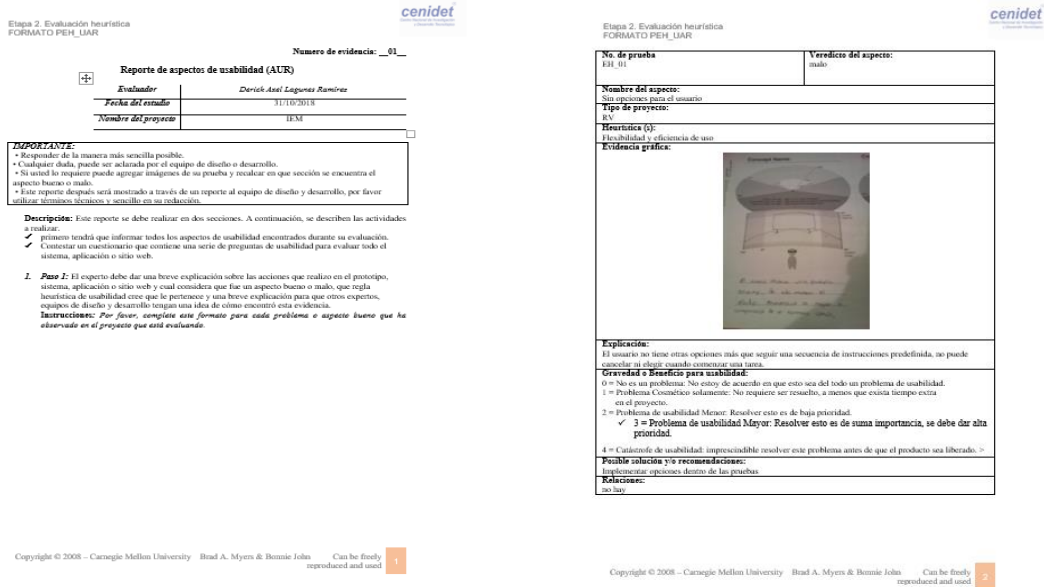 Etapa 2. Evaluación heurística
FORMATO PEH_UAR
cenidet
Numero de evidencia: __01__
Reporte de aspectos de usabilidad (AUR)
Evaluador Derick Axel Lagunas Ramírez
Fecha del estudio 31/10/2018
Nombre del proyecto IEM
IMPORTANTE:
• Responder de la manera más sencilla posible.
• Cualquier duda, puede ser aclarada por el equipo de diseño o desarrollo.
• Si usted lo requiere puede agregar imágenes de su prueba y recalcar en que sección se encuentra el
aspecto bueno o malo.
• Este reporte después será mostrado a través de un reporte al equipo de diseño y desarrollo, por favor
utilizar términos técnicos y sencillo en su redacción.
Descripción: Este reporte se debe realizar en dos secciones. A continuación, se describen las actividades
a realizar.
✓ primero tendrá que informar todos los aspectos de usabilidad encontrados durante su evaluación.
✓ Contestar un cuestionario que contiene una serie de preguntas de usabilidad para evaluar todo el
sistema, aplicación o sitio web.
1. Paso 1: El experto debe dar una breve explicación sobre las acciones que realizo en el prototipo,
sistema, aplicación o sitio web y cual considera que fue un aspecto bueno o malo, que regla
heurística de usabilidad cree que le pertenece y una breve explicación para que otros expertos,
equipos de diseño y desarrollo tengan una idea de cómo encontró esta evidencia.
Instrucciones: Por favor, complete este formato para cada problema o aspecto bueno que ha
observado en el proyecto que está evaluando.
Copyright © 2008 – Carnegie Mellon University Brad A. Myers & Bonnie John Can be freely
reproduced and used
1
Etapa 2. Evaluación heurística
FORMATO PEH_UAR
cenidet
No. de prueba
EH_01
Veredicto del aspecto:
malo
Nombre del aspecto:
Sin opciones para el usuario
Tipo de proyecto:
RV
Heurística (s):
Flexibilidad y eficiencia de uso
Evidencia gráfica:
Explicación:
El usuario no tiene otras opciones más que seguir una secuencia de instrucciones predefinida, no puede
cancelar ni elegir cuando comenzar una tarea.
Gravedad o Beneficio para usabilidad:
0 = No es un problema: No estoy de acuerdo en que esto sea del todo un problema de usabilidad.
1 = Problema Cosmético solamente: No requiere ser resuelto, a menos que exista tiempo extra
en el proyecto.
2 = Problema de usabilidad Menor: Resolver esto es de baja prioridad.
✓ 3 = Problema de usabilidad Mayor: Resolver esto es de suma importancia, se debe dar alta
prioridad.
4 = Catástrofe de usabilidad: imprescindible resolver este problema antes de que el producto sea liberado. >
Posible solución y/o recomendaciones:
Implementar opciones dentro de las pruebas
Relaciones:
no hay
Copyright © 2008 – Carnegie Mellon University Brad A. Myers & Bonnie John Can be freely
reproduced and used
2